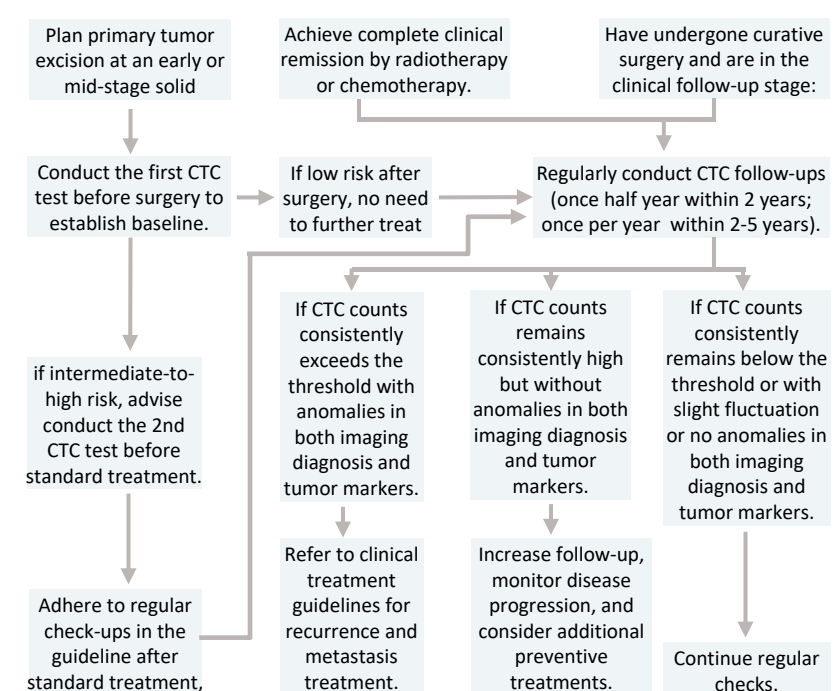 Plan primary tumor
excision at an early or
mid-stage solid
Achieve complete clinical
remission by radiotherapy
or chemotherapy.
Have undergone curative
surgery and are in the
clinical follow-up stage:
Conduct the first CTC
test before surgery to
establish baseline.
If low risk after
surgery, no need
to further treat
Regularly conduct CTC follow-ups
(once half year within 2 years;
once per year within 2-5 years).
if intermediate-to-
high risk, advise
conduct the 2nd
CTC test before
standard treatment.
If CTC counts
consistently
exceeds the
threshold with
anomalies in
both imaging
diagnosis and
tumor markers.
If CTC counts
remains
consistently high
but without
anomalies in both
imaging diagnosis
and tumor
markers.
If CTC counts
consistently
remains below the
threshold or with
slight fluctuation
or no anomalies in
both imaging
diagnosis and
tumor markers.
Adhere to regular
check-ups in the
guideline after
standard treatment,
Refer to clinical
treatment
guidelines for
recurrence and
metastasis
treatment.
Increase follow-up,
monitor disease
progression, and
consider additional
preventive
treatments.
Continue regular
checks.